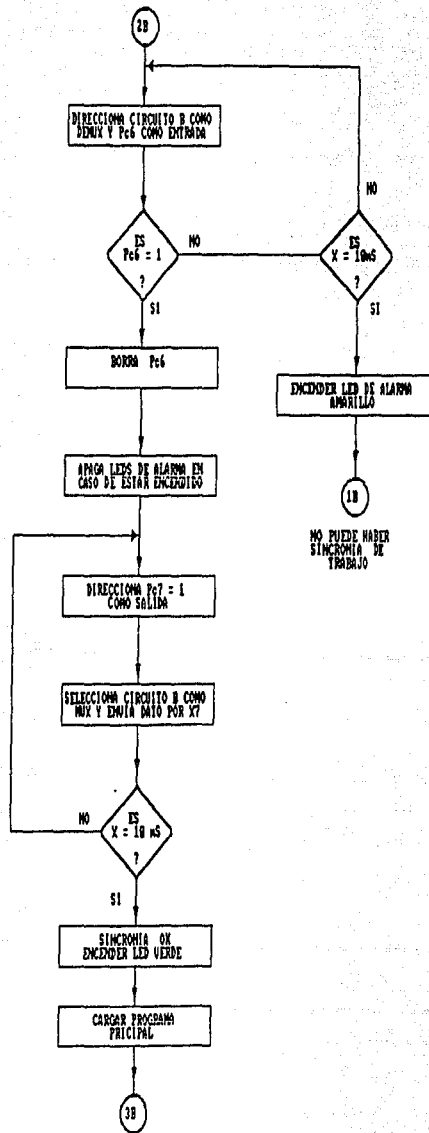 2B
DIRECCIONA CIRCUITO B COMO
DEMUX Y Pc6 COMO ENTRADA
NO
ES
Pc6 = 1
?
NO
ES
X = 10mS
?
SI
SI
BORRA Pc6
ENCENDER LED DE ALARMA
AMARILLO
APAGA LEDS DE ALARMA EN
CASO DE ESTAR ENCENDIDO
1B
NO PUEDE HABER
SINCRONIA DE
TRABAJO
DIRECCIONA Pc7 = 1
COMO SALIDA
SELECCIONA CIRCUITO B COMO
MUX Y ENVIA DATO POR X7
NO
ES
X = 10 mS
?
SI
SINCRONIA OK
ENCENDER LED VERDE
CARGAR PROGRAMA
PRICIPAL
3B